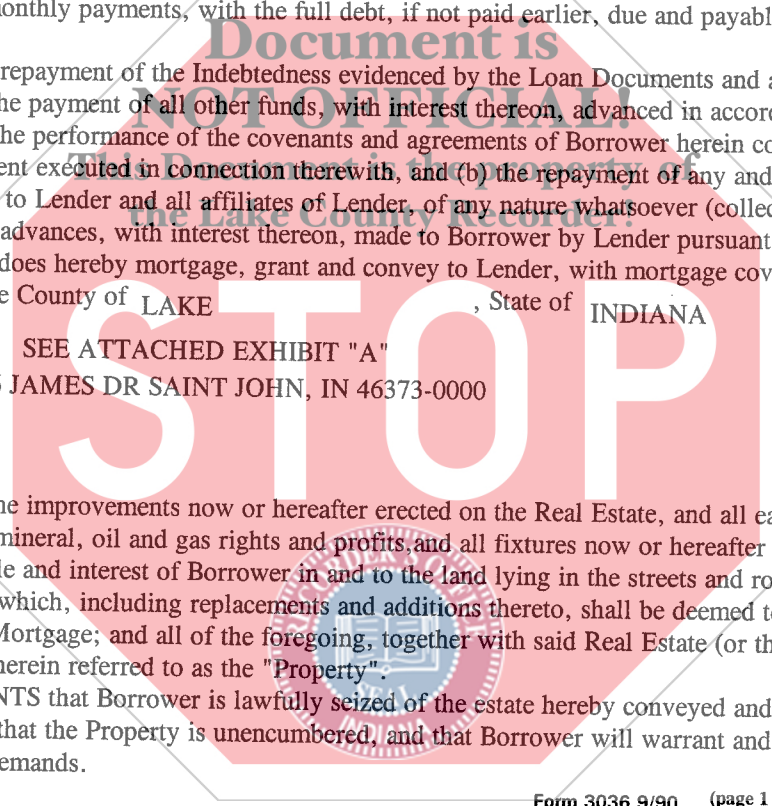 onthly payments, with the full debt, if not paid earlier, due and payabl
Document is
repayment of the Indebtedness evidenced by the Loan Documents and a
he payment of all other funds, with interest thereon, advanced in accor
NOT OFFICIAL!
he performance of the covenants and agreements of Borrower herein co
ent executed in connection therewith, and (b) the repayment of any and
This Document is the property of
to Lender and all affiliates of Lender, of any nature whatsoever (collec
the Lake County Recorder!
advances, with interest thereon, made to Borrower by Lender pursuant
does hereby mortgage, grant and convey to Lender, with mortgage cov
e County of LAKE , State of INDIANA
STOP
SEE ATTACHED EXHIBIT "A"
JAMES DR SAINT JOHN, IN 46373-0000
ne improvements now or hereafter erected on the Real Estate, and all ea
mineral, oil and gas rights and profits,and all fixtures now or hereafter
le and interest of Borrower in and to the land lying in the streets and ro
which, including replacements and additions thereto, shall be deemed t
Mortgage; and all of the foregoing, together with said Real Estate (or th
herein referred to as the "Property".
RECORDER'S OFFICE
SEAL
INDIANA
NTS that Borrower is lawfully seized of the estate hereby conveyed and
that the Property is unencumbered, and that Borrower will warrant and
emands.
Form 3036 9/90 (page 1